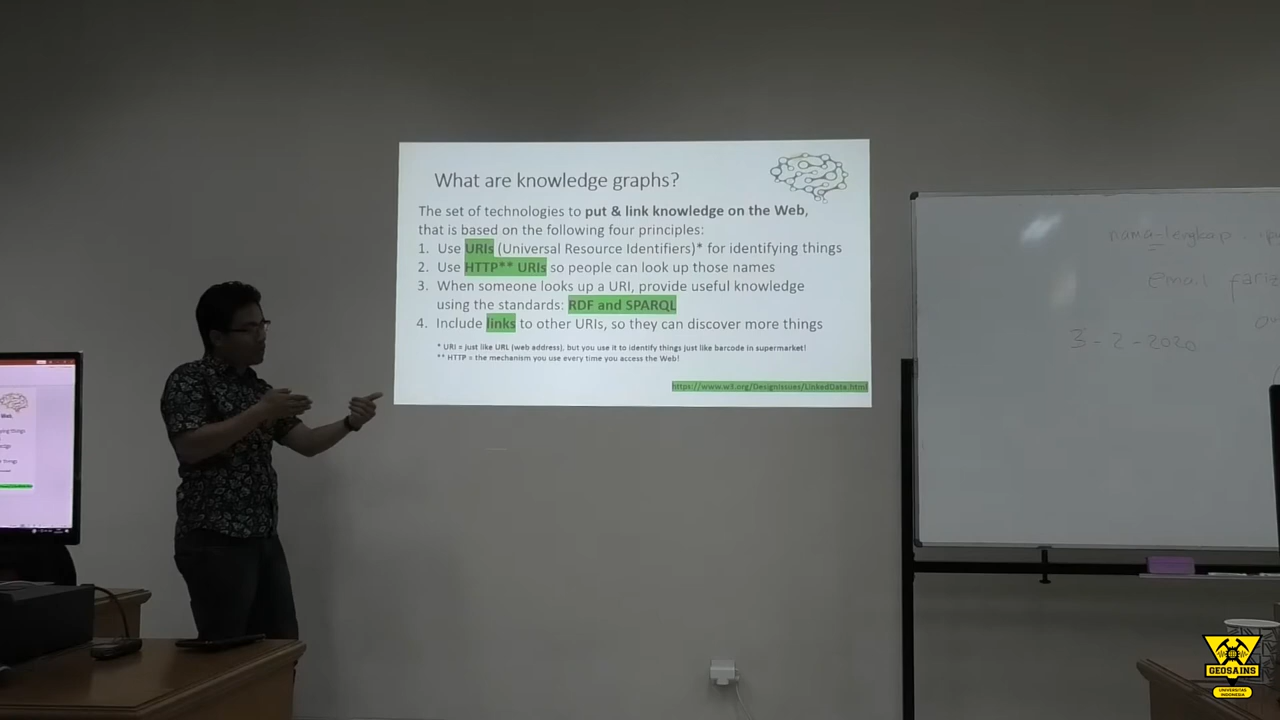 What are knowledge graphs?
The set of technologies to put & link knowledge on the Web,
that is based on the following four principles:
1. Use URIs (Universal Resource Identifiers)* for identifying things
2. Use HTTP** URIs so people can look up those names
3. When someone looks up a URI, provide useful knowledge
using the standards: RDF and SPARQL
4. Include links to other URIs, so they can discover more things
* URI = just like URL (web address), but you use it to identify things just like barcode in supermarket!
** HTTP = the mechanism you use every time you access the Web!
https://www.w3.org/DesignIssues/LinkedData.html
nama-lengkap
Email
3-2-2020
GEOSAINS
UNIVERSITAS
INDONESIA